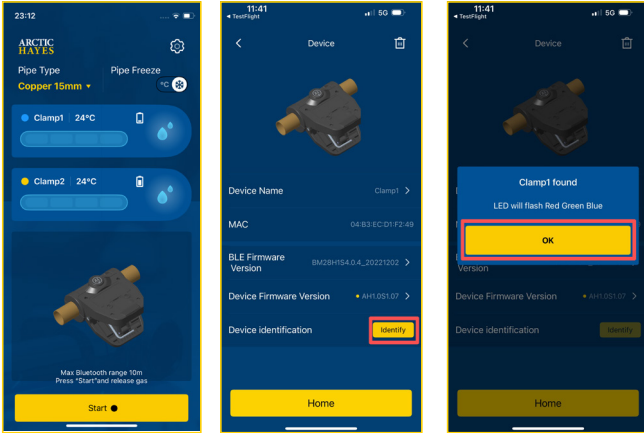 23:12
ARCTIC
HAYES
Pipe Type
Pipe Freeze
Copper 15mm
°C
Clamp1 24°C
Clamp2 24°C
Max Bluetooth range 10m
Press "Start"and release gas
Start
11:41
5G
TestFlight
Device
Device Name Clamp1
MAC 04:B3:EC:D1:F2:49
BLE Firmware
Version
BM28H154.0.4_20221202
Device Firmware Version AH1.0S1.07
Device identification Identify
Home
11:41
5G
TestFlight
Device
Clamp1 found
LED will flash Red Green Blue
OK
Version
Device Firmware Version AH1.0S1.07
Device identification Identify
Home